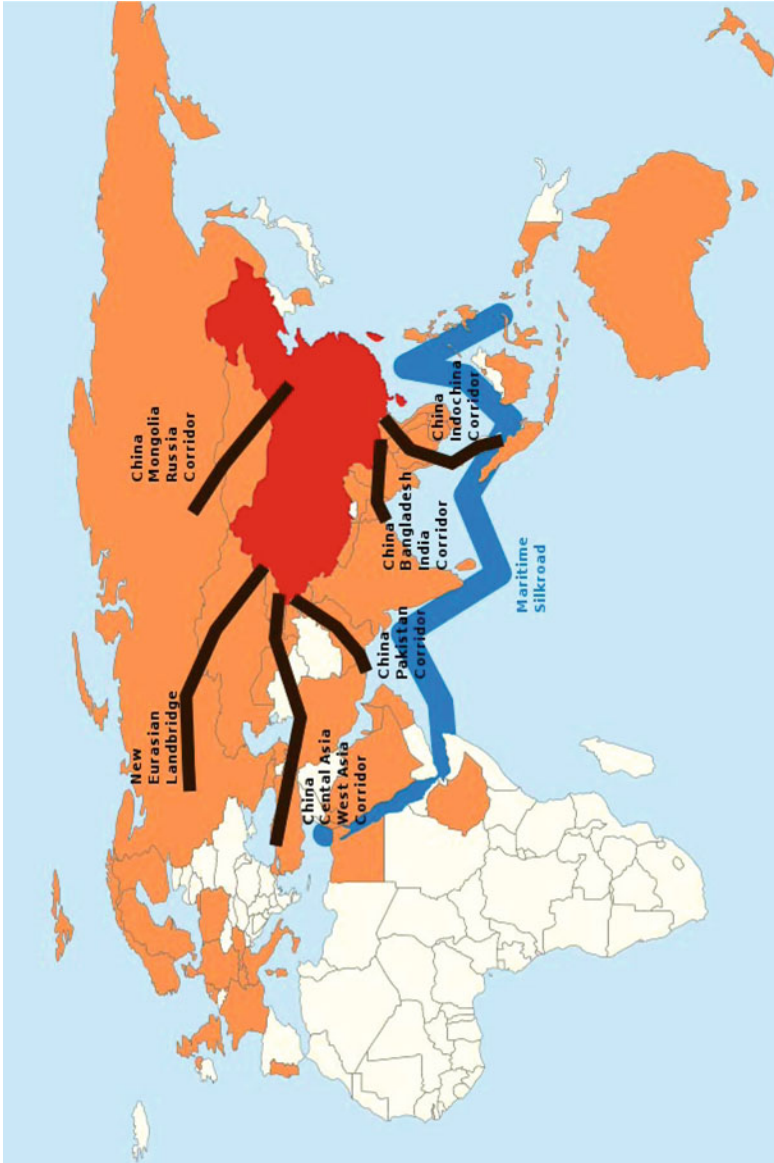 New
Eurasian
Landbridge
China
Mongolia
Russia
Corridor
China
Cental Asia
West Asia
Corridor
China
Pakistan
Corridor
China
Bangladesh
India
Corridor
China
Indochina
Corridor
Maritime
Silkroad